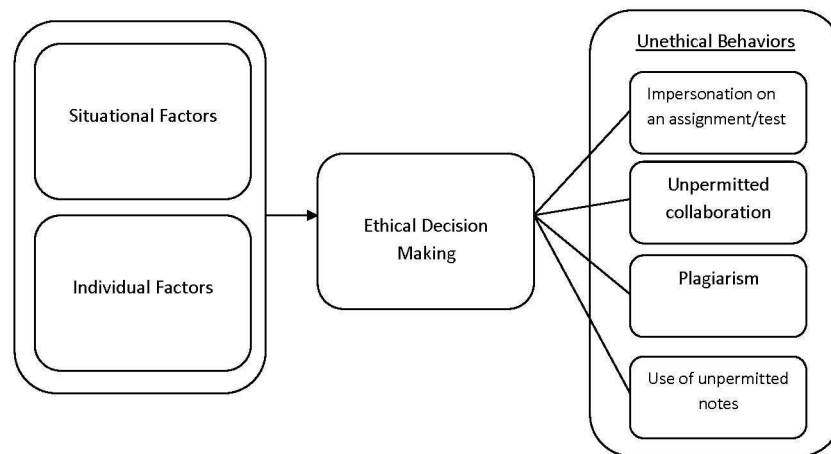 Situational Factors
Individual Factors
Ethical Decision
Making
Unethical Behaviors
Impersonation on
an assignment/test
Unpermitted
collaboration
Plagiarism
Use of unpermitted
notes